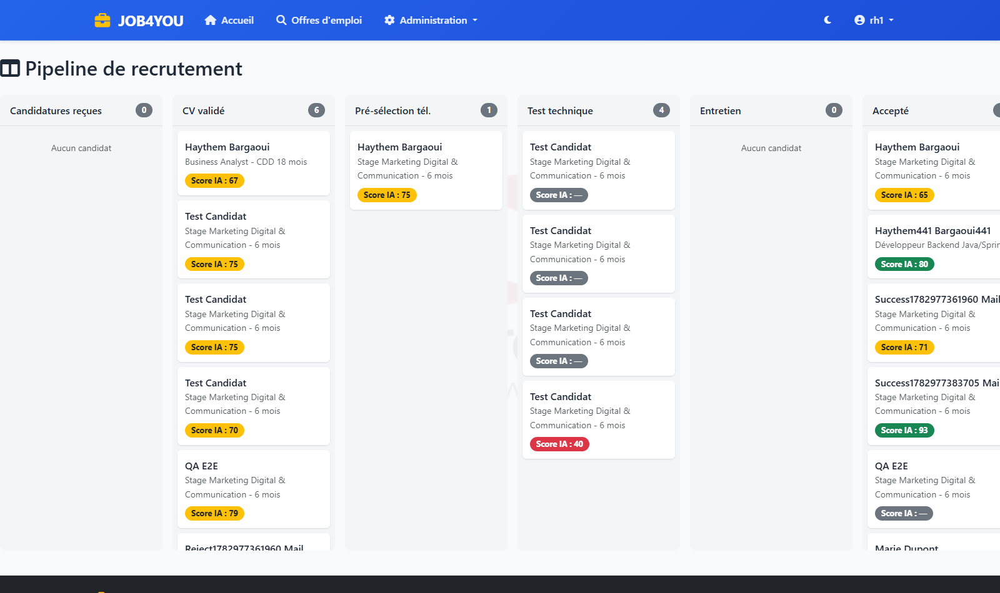 JOB4YOU
Accueil
Offres d'emploi
Administration
rh1
Pipeline de recrutement
Candidatures reçues
0
Aucun candidat
CV validé
6
Haythem Bargaoui
Business Analyst - CDD 18 mois
Score IA : 67
Test Candidat
Stage Marketing Digital &
Communication - 6 mois
Score IA : 75
Test Candidat
Stage Marketing Digital &
Communication - 6 mois
Score IA : 75
Test Candidat
Stage Marketing Digital &
Communication - 6 mois
Score IA : 70
QA E2E
Stage Marketing Digital &
Communication - 6 mois
Score IA : 79
Reject1782977361960 Mail
Pré-sélection tél.
1
Haythem Bargaoui
Stage Marketing Digital &
Communication - 6 mois
Score IA : 75
Test technique
4
Test Candidat
Stage Marketing Digital &
Communication - 6 mois
Score IA : —
Test Candidat
Stage Marketing Digital &
Communication - 6 mois
Score IA : —
Test Candidat
Stage Marketing Digital &
Communication - 6 mois
Score IA : —
Test Candidat
Stage Marketing Digital &
Communication - 6 mois
Score IA : 40
Entretien
0
Aucun candidat
Accepté
Haythem Bargaoui
Stage Marketing Digital &
Communication - 6 mois
Score IA : 65
Haythem441 Bargaoui441
Développeur Backend Java/Sprin
Score IA : 80
Success1782977361960 Mail
Stage Marketing Digital &
Communication - 6 mois
Score IA : 71
Success1782977383705 Mai
Stage Marketing Digital &
Communication - 6 mois
Score IA : 93
QA E2E
Stage Marketing Digital &
Communication - 6 mois
Score IA : —
Marie Dupont